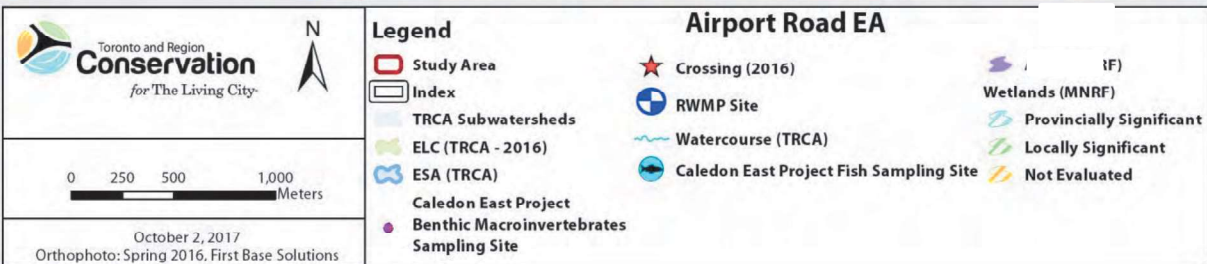 Toronto and Region
Conservation
for The Living City-
N
0 250 500 1,000
Meters
October 2, 2017
Orthophoto: Spring 2016, First Base Solutions
Airport Road EA
Legend
Study Area
Index
TRCA Subwatersheds
ELC (TRCA - 2016)
ESA (TRCA)
Caledon East Project
Benthic Macroinvertebrates
Sampling Site
Crossing (2016)
RWMP Site
Watercourse (TRCA)
Caledon East Project Fish Sampling Site
Wetlands (MNRF)
Provincially Significant
Locally Significant
Not Evaluated